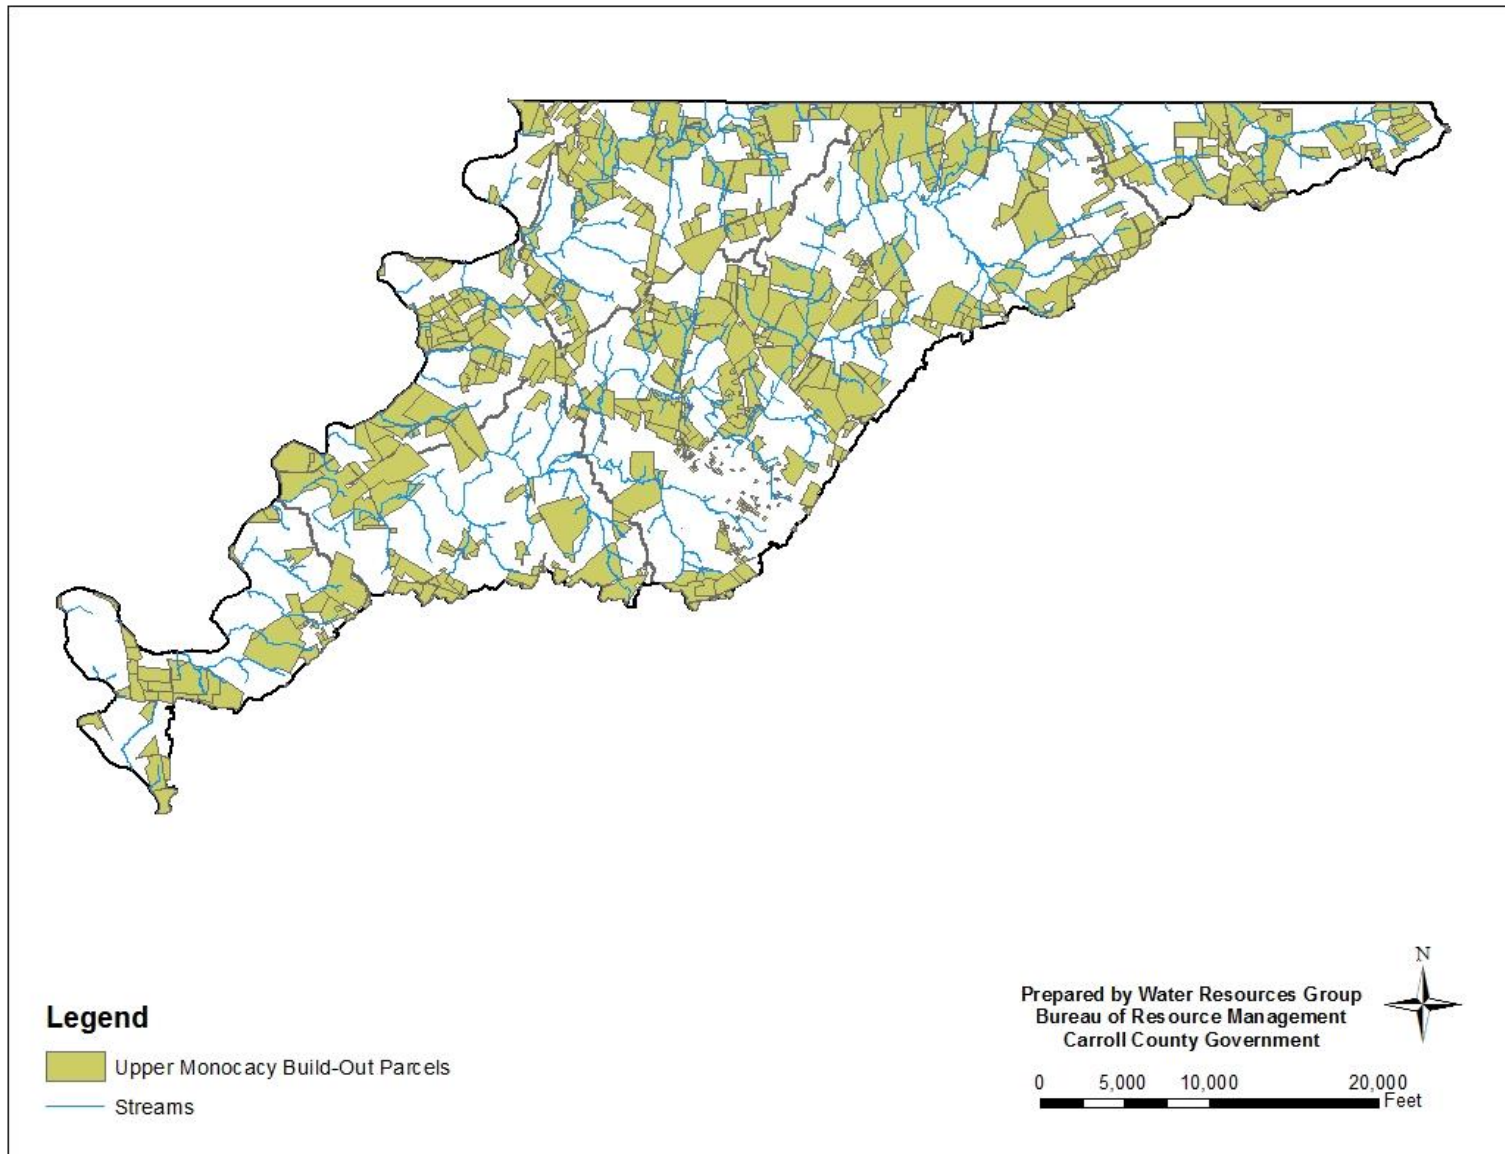 N
Prepared by Water Resources Group
Bureau of Resource Management
Carroll County Government
Legend
Upper Monocacy Build-Out Parcels
Streams
0 5,000 10,000 20,000
Feet